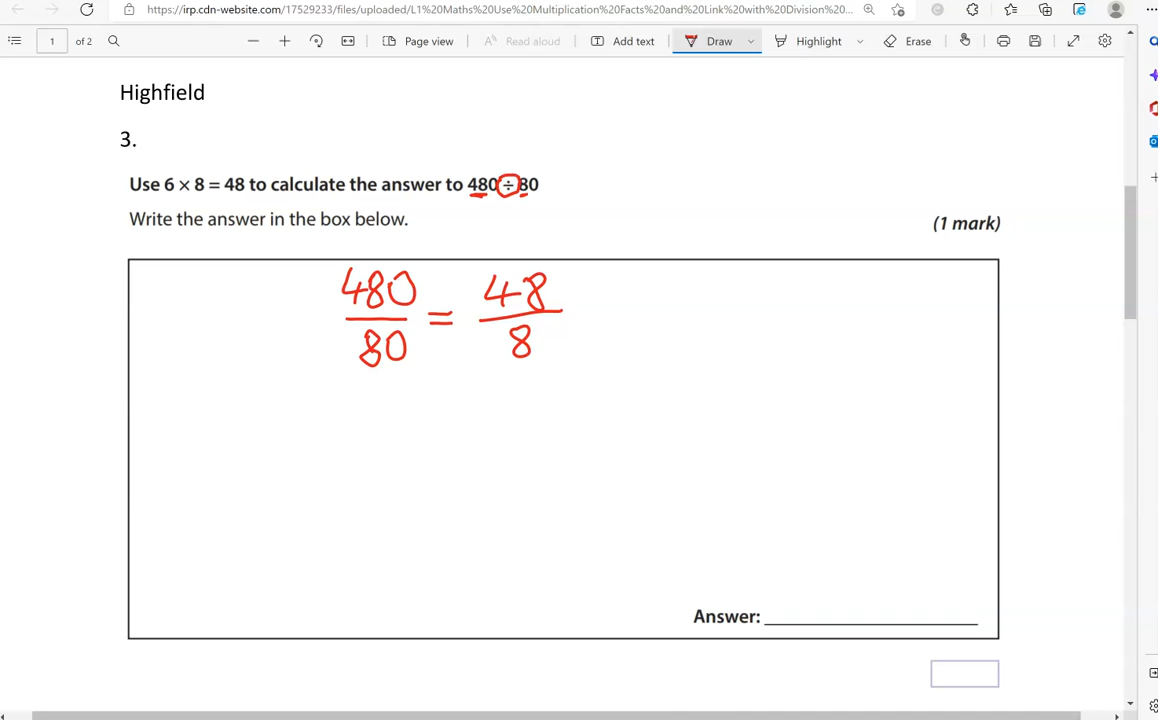 https://irp.cdn-website.com/17529233/files/uploaded/L1%20Maths%20Use%20Multiplication%20Facts%20and%20Link%20with%20Division%20...
1 of 2
Page view
Read aloud
Add text
Draw
Highlight
Erase
Highfield
3.
Use 6 × 8 = 48 to calculate the answer to 480 ÷ 80
Write the answer in the box below.
(1 mark)
480 = 48
80 8
Answer: